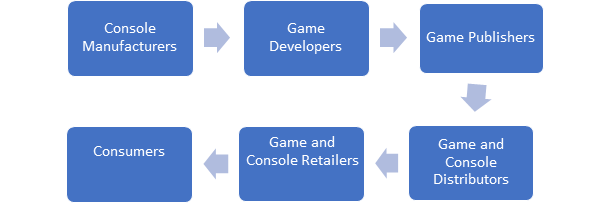 Console
Manufacturers
Game
Developers
Game Publishers
Game and
Console
Distributors
Game and
Console Retailers
Consumers